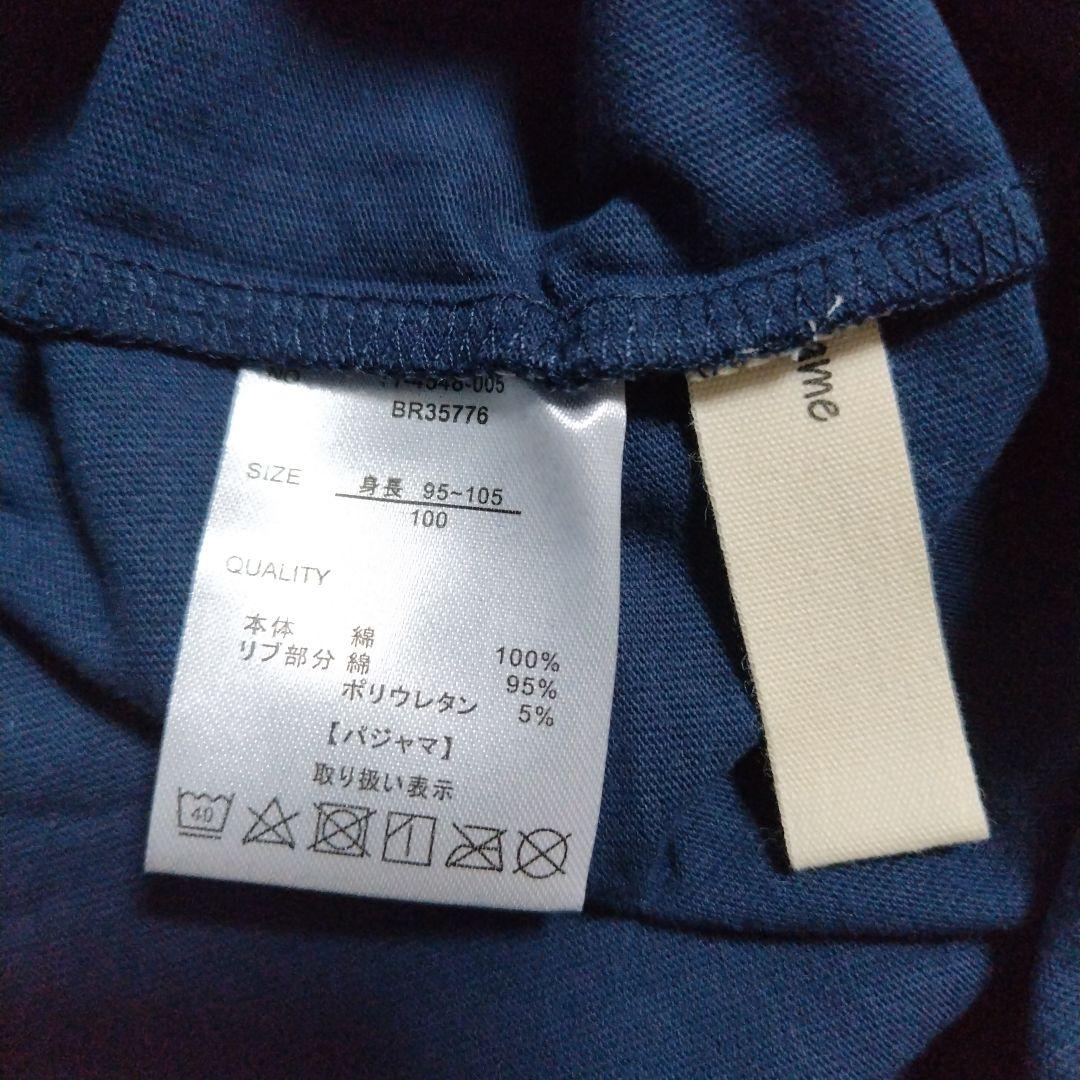 BR35776
SIZE
身長 95~105
100
QUALITY
本体 綿 100%
リブ部分 綿 95%
ポリウレタン 5%
【パジャマ】
取り扱い表示
40